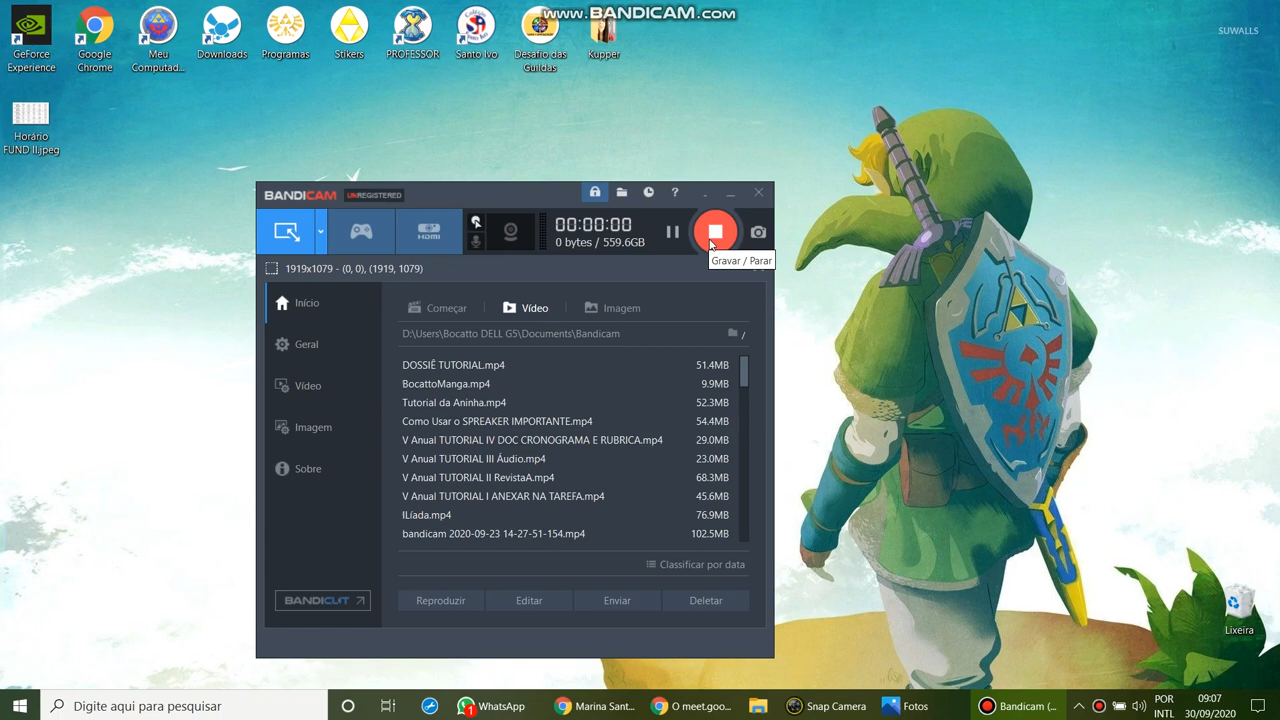 www.BANDICAM.com
SUWALLS
GeForce
Experience
Google
Chrome
Meu
Computad...
Downloads
Programas
Stikers
PROFESSOR
Santo Ivo
Desafio das
Guildas
Kupper
Horário
FUND II.jpeg
BANDICAM UNREGISTERED
HDMI
00:00:00
0 bytes / 559.6GB
Gravar / Parar
1919x1079 - (0, 0), (1919, 1079)
Início
Geral
Vídeo
Imagem
Sobre
BANDICUT
Começar
Vídeo
Imagem
D:\Users\Bocatto DELL G5\Documents\Bandicam
DOSSIÊ TUTORIAL.mp4 51.4MB
BocattoManga.mp4 9.9MB
Tutorial da Aninha.mp4 52.3MB
Como Usar o SPREAKER IMPORTANTE.mp4 54.4MB
V Anual TUTORIAL IV DOC CRONOGRAMA E RUBRICA.mp4 29.0MB
V Anual TUTORIAL III Áudio.mp4 23.0MB
V Anual TUTORIAL II RevistaA.mp4 68.3MB
V Anual TUTORIAL I ANEXAR NA TAREFA.mp4 45.6MB
ILíada.mp4 76.9MB
bandicam 2020-09-23 14-27-51-154.mp4 102.5MB
Classificar por data
Reproduzir
Editar
Enviar
Deletar
Lixeira
Digite aqui para pesquisar
1
WhatsApp
Marina Sant...
O meet.goo...
Snap Camera
Fotos
Bandicam (...
POR
INTL
09:07
30/09/2020